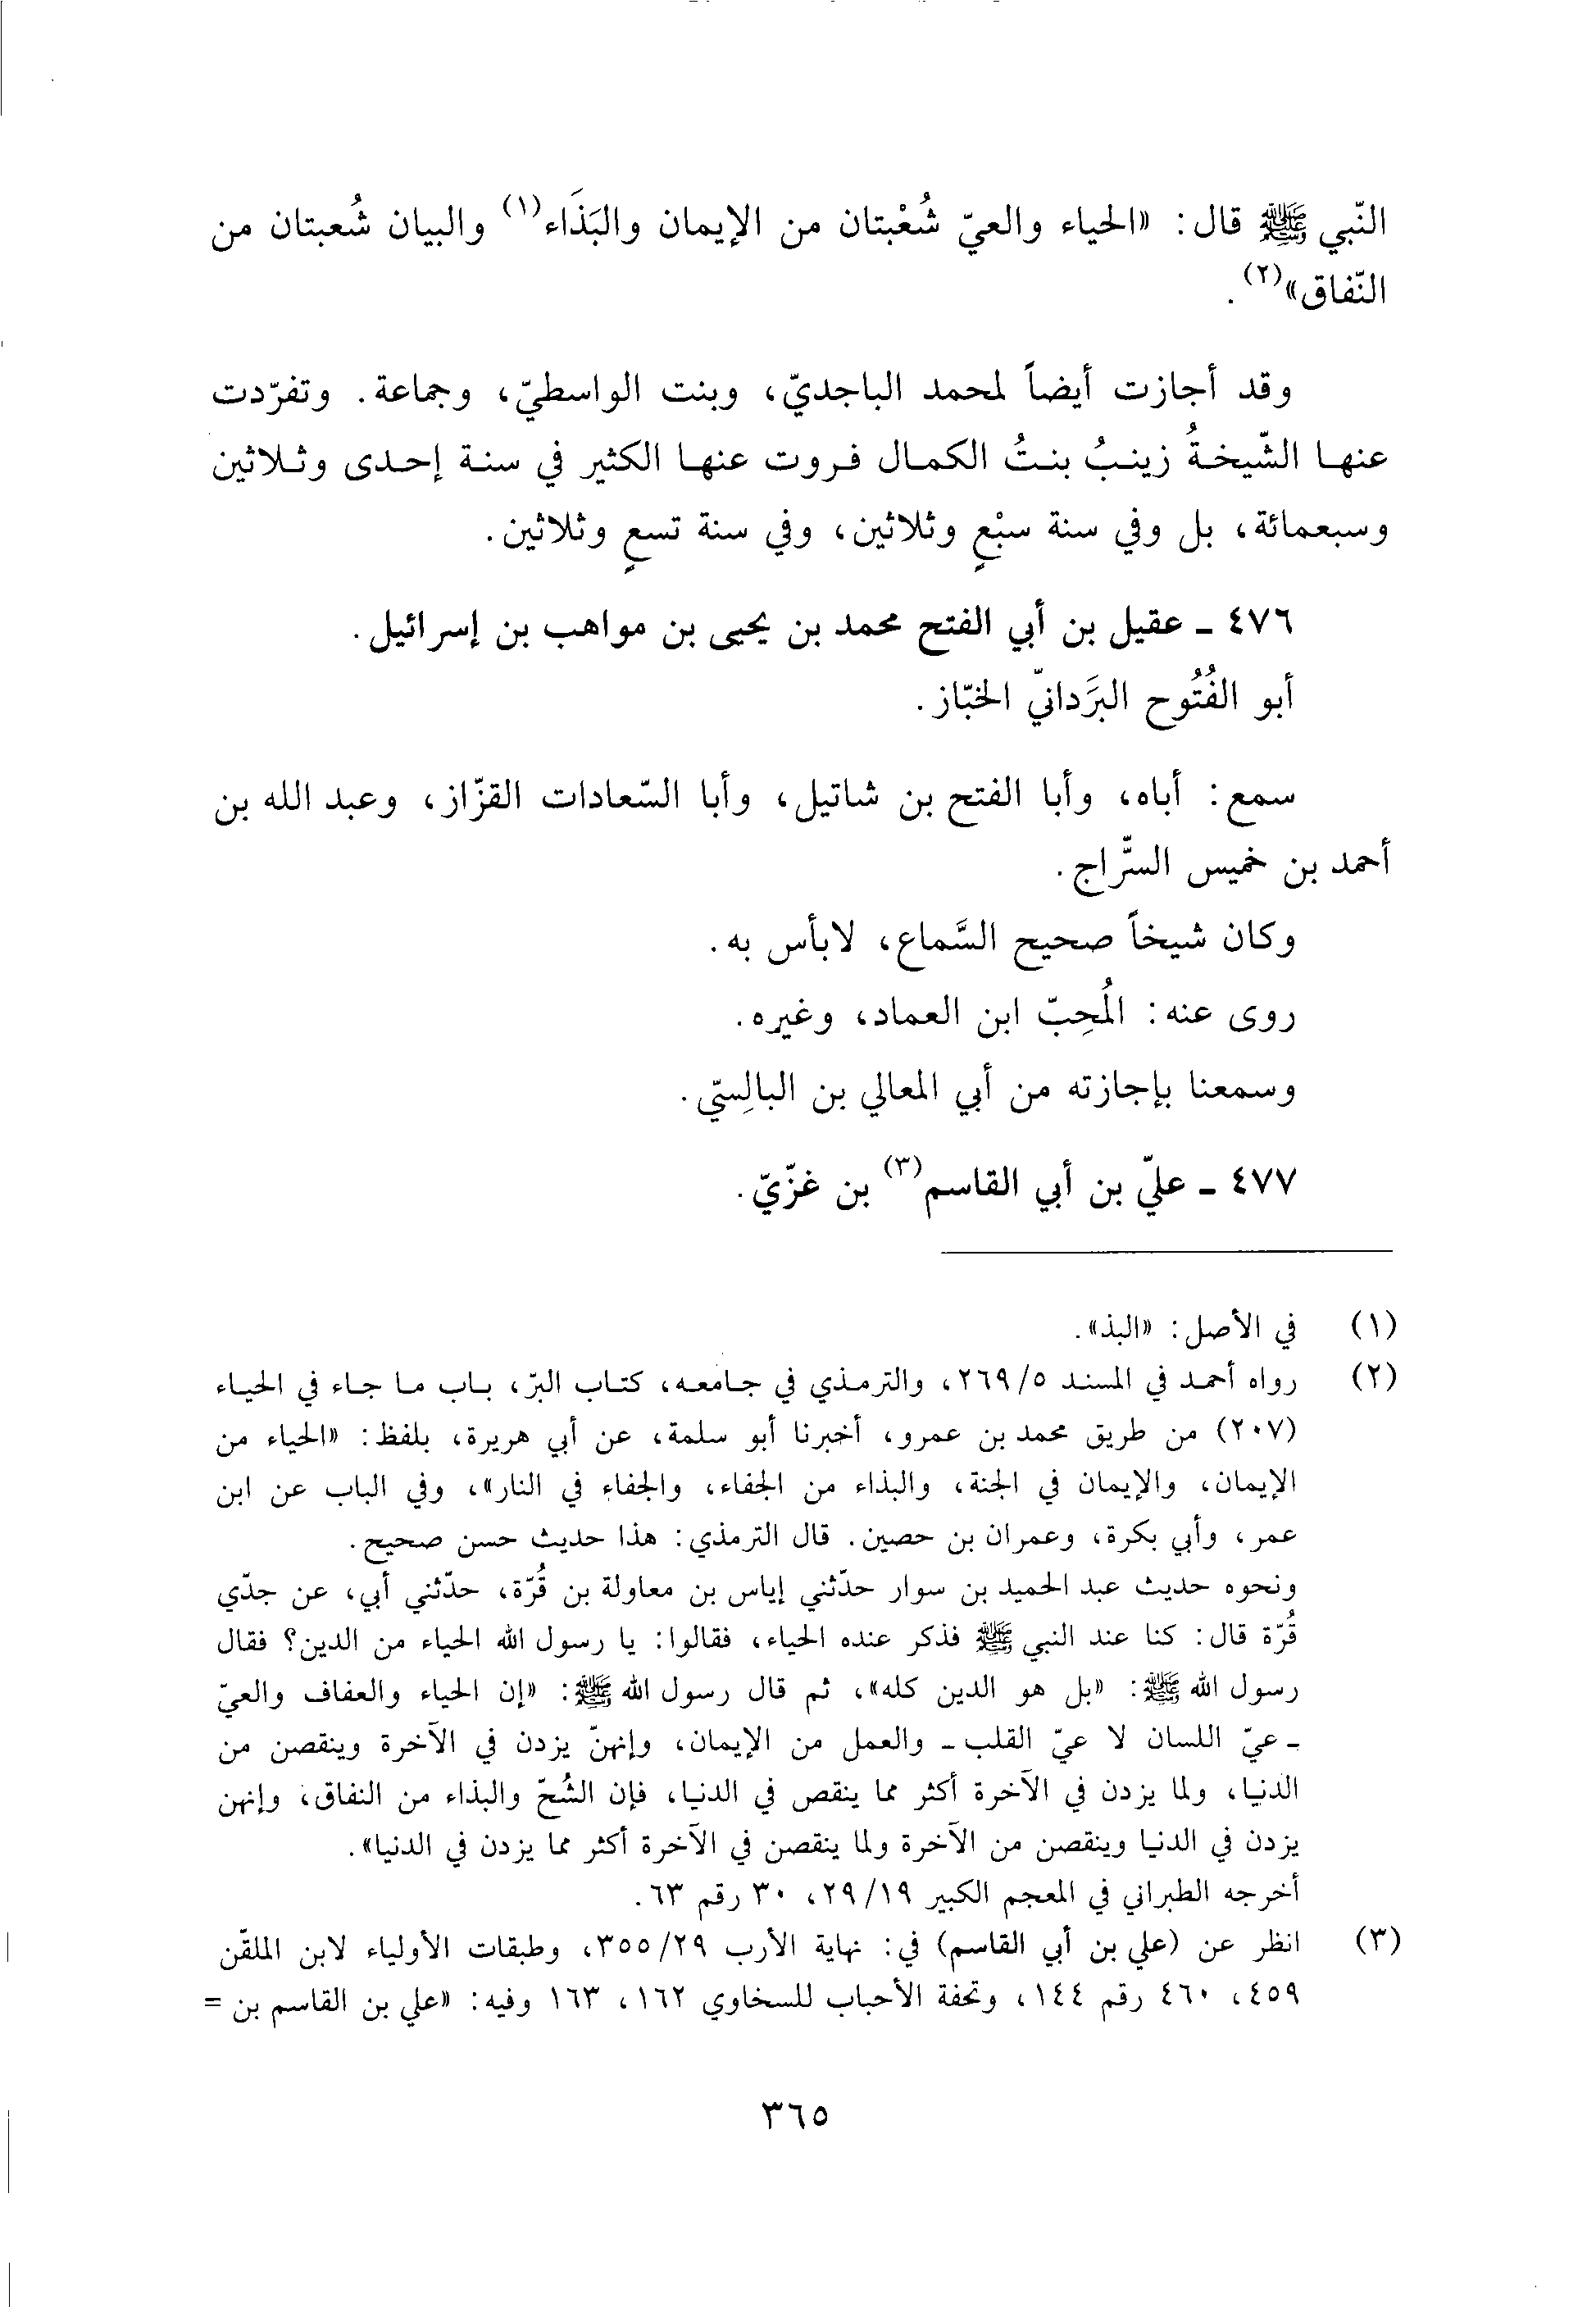 النّبي ﷺ قال: «الحياء والعيّ شُعْبتان من الإيمان والبَذَاء(١) والبيان شُعبتان من
النّفاق»(٢).
وقد أجازت أيضاً لمحمد الباجديّ، وبنت الواسطيّ، وجماعة. وتفرّدت
عنها الشّيخةُ زينبُ بنتُ الكمال فروت عنها الكثير في سنة إحدى وثلاثين
وسبعمائة، بل وفي سنة سبْعٍ وثلاثين، وفي سنة تسعٍ وثلاثين.
٤٧٦ ـ عقيل بن أبي الفتح محمد بن يحيى بن مواهب بن إسرائيل.
أبو الفُتُوح البَرَدانيّ الخبّاز.
سمع: أباه، وأبا الفتح بن شاتيل، وأبا السّعادات القزّاز، وعبد الله بن
أحمد بن خميس السَّرّاج.
وكان شيخاً صحيح السَّماع، لابأس به.
روى عنه: المُحِبّ ابن العماد، وغيره.
وسمعنا بإجازته من أبي المعالي بن البالِسيّ.
٤٧٧ ـ عليّ بن أبي القاسم(٣) بن غزّيّ.
(١) في الأصل: «البذ».
(٢) رواه أحمد في المسند ٢٦٩/٥، والترمذي في جامعه، كتاب البرّ، باب ما جاء في الحياء
(٢٠٧) من طريق محمد بن عمرو، أخبرنا أبو سلمة، عن أبي هريرة، بلفظ: «الحياء من
الإيمان، والإيمان في الجنة، والبذاء من الجفاء، والجفاء في النار»، وفي الباب عن ابن
عمر، وأبي بكرة، وعمران بن حصين. قال الترمذي: هذا حديث حسن صحيح.
ونحوه حديث عبد الحميد بن سوار حدّثني إياس بن معاولة بن قُرّة، حدّثني أبي، عن جدّي
قُرّة قال: كنا عند النبي ﷺ فذكر عنده الحياء، فقالوا: يا رسول الله الحياء من الدين؟ فقال
رسول الله ﷺ: «بل هو الدين كله»، ثم قال رسول الله ﷺ: «إن الحياء والعفاف والعيّ
ـ عيّ اللسان لا عيّ القلب ـ والعمل من الإيمان، وإنهنّ يزدن في الآخرة وينقصن من
الدنيا، ولما يزدن في الآخرة أكثر مما ينقص في الدنيا، فإن الشُحّ والبذاء من النفاق، وإنهن
يزدن في الدنيا وينقصن من الآخرة ولما ينقصن في الآخرة أكثر مما يزدن في الدنيا».
أخرجه الطبراني في المعجم الكبير ٢٩/١٩، ٣٠ رقم ٦٣.
(٣) انظر عن (علي بن أبي القاسم) في: نهاية الأرب ٣٥٥/٢٩، وطبقات الأولياء لابن الملقّن
٤٥٩، ٤٦٠ رقم ١٤٤، وتحفة الأحباب للسخاوي ١٦٢، ١٦٣ وفيه: «علي بن القاسم بن =
٣٦٥